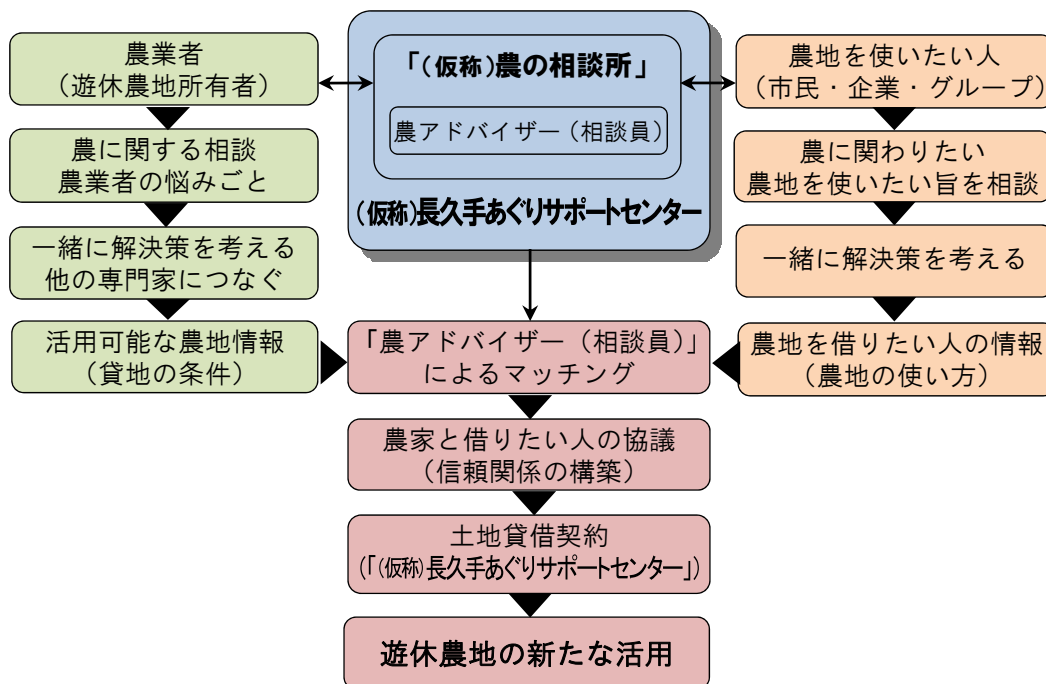 農業者
（遊休農地所有者）
農に関する相談
農業者の悩みごと
一緒に解決策を考える
他の専門家につなぐ
活用可能な農地情報
（貸地の条件）
「（仮称）農の相談所」
農アドバイザー（相談員）
（仮称）長久手あぐりサポートセンター
農地を使いたい人
（市民・企業・グループ）
農に関わりたい
農地を使いたい旨を相談
一緒に解決策を考える
農地を借りたい人の情報
（農地の使い方）
「農アドバイザー（相談員）」
によるマッチング
農家と借りたい人の協議
（信頼関係の構築）
土地貸借契約
（「（仮称）長久手あぐりサポートセンター」）
遊休農地の新たな活用